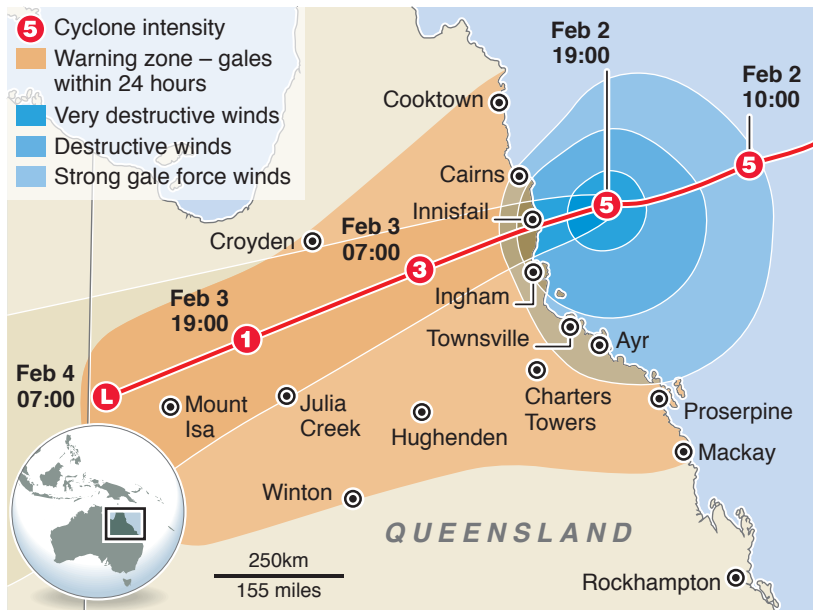 5 Cyclone intensity
Warning zone – gales
within 24 hours
Very destructive winds
Destructive winds
Strong gale force winds
Feb 2
19:00
Feb 2
10:00
Cooktown
Cairns
5
Innisfail
5
Croyden
Feb 3
07:00
3
Ingham
Feb 3
19:00
1
Townsville
Ayr
Feb 4
07:00
L
Mount
Isa
Julia
Creek
Hughenden
Charters
Towers
Proserpine
Mackay
Winton
QUEENSLAND
250km
155 miles
Rockhampton